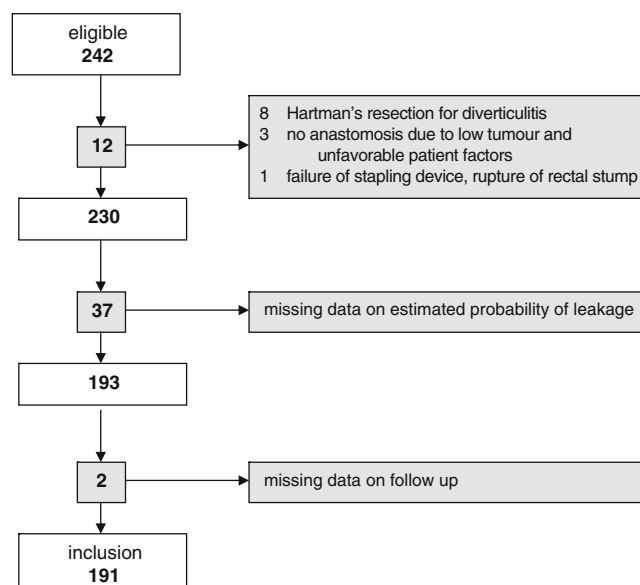 eligible
242
12
8 Hartman's resection for diverticulitis
3 no anastomosis due to low tumour and
unfavorable patient factors
1 failure of stapling device, rupture of rectal stump
230
37
missing data on estimated probability of leakage
193
2
missing data on follow up
inclusion
191